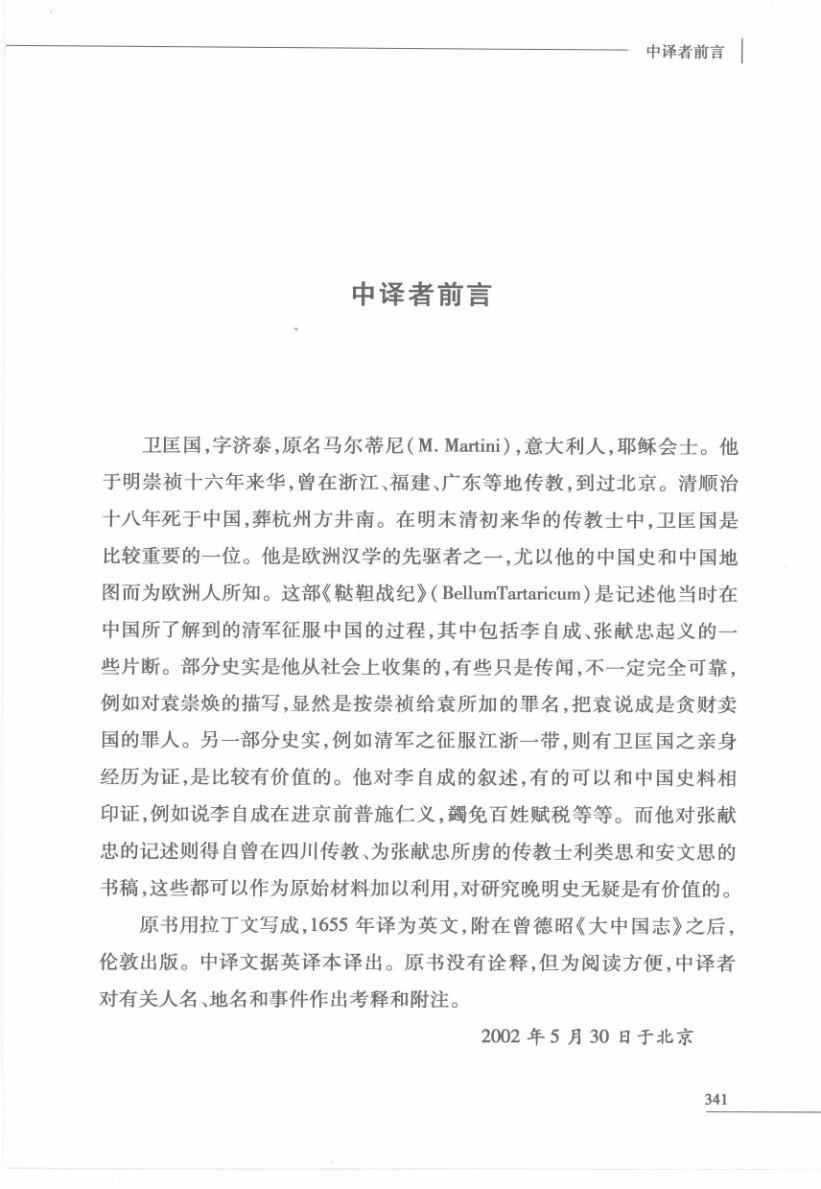 中译者前言
中译者前言
卫匡国,字济泰,原名马尔蒂尼(M. Martini),意大利人,耶稣会士。他
于明崇祯十六年来华,曾在浙江、福建、广东等地传教,到过北京。清顺治
十八年死于中国,葬杭州方井南。在明末清初来华的传教士中,卫匡国是
比较重要的一位。他是欧洲汉学的先驱者之一,尤以他的中国史和中国地
图而为欧洲人所知。这部《鞑靼战纪》(BellumTartaricum)是记述他当时在
中国所了解到的清军征服中国的过程,其中包括李自成、张献忠起义的一
些片断。部分史实是他从社会上收集的,有些只是传闻,不一定完全可靠,
例如对袁崇焕的描写,显然是按崇祯给袁所加的罪名,把袁说成是贪财卖
国的罪人。另一部分史实,例如清军之征服江浙一带,则有卫匡国之亲身
经历为证,是比较有价值的。他对李自成的叙述,有的可以和中国史料相
印证,例如说李自成在进京前普施仁义,蠲免百姓赋税等等。而他对张献
忠的记述则得自曾在四川传教、为张献忠所虏的传教士利类思和安文思的
书稿,这些都可以作为原始材料加以利用,对研究晚明史无疑是有价值的。
原书用拉丁文写成,1655 年译为英文,附在曾德昭《大中国志》之后,
伦敦出版。中译文据英译本译出。原书没有诠释,但为阅读方便,中译者
对有关人名、地名和事件作出考释和附注。
2002 年 5 月 30 日于北京
341